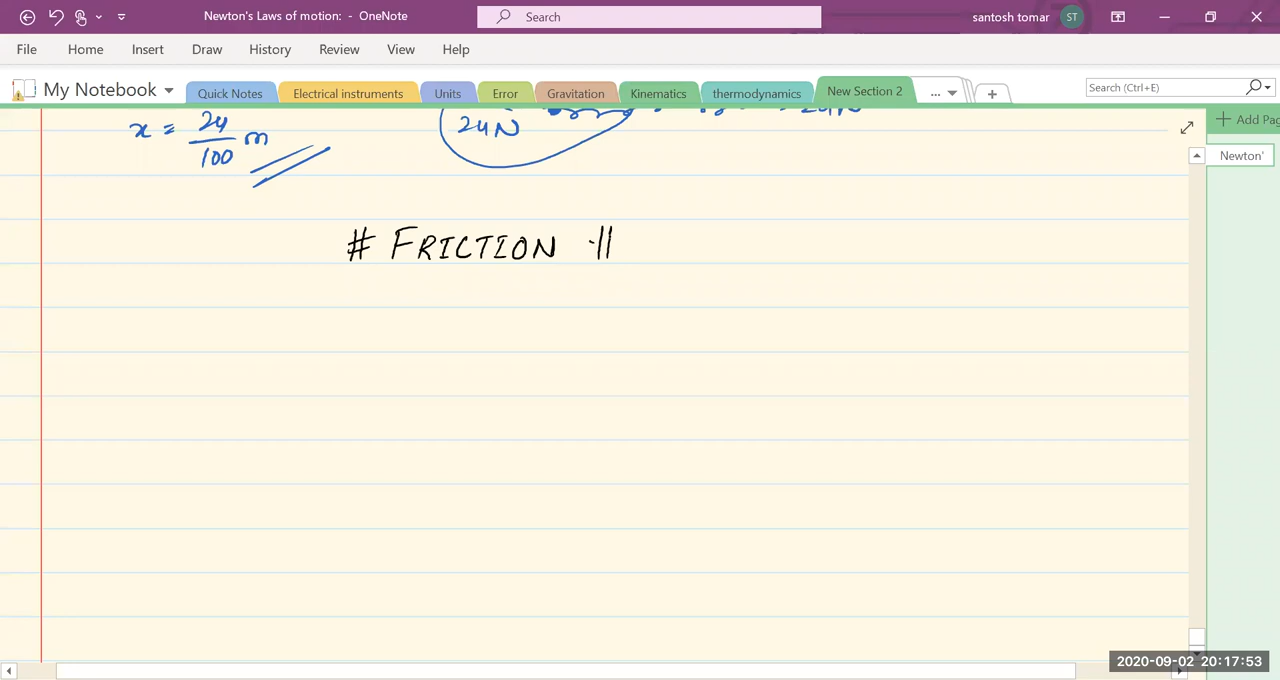 Newton's Laws of motion: - OneNote
Search
santosh tomar
ST
File Home Insert Draw History Review View Help
My Notebook
Quick Notes Electrical instruments Units Error Gravitation Kinematics thermodynamics New Section 2 ...
Search (Ctrl+E)
Add Pag
Newton'
x = 24/100 m
24N
# FRICTION :||
2020-09-02 20:17:53